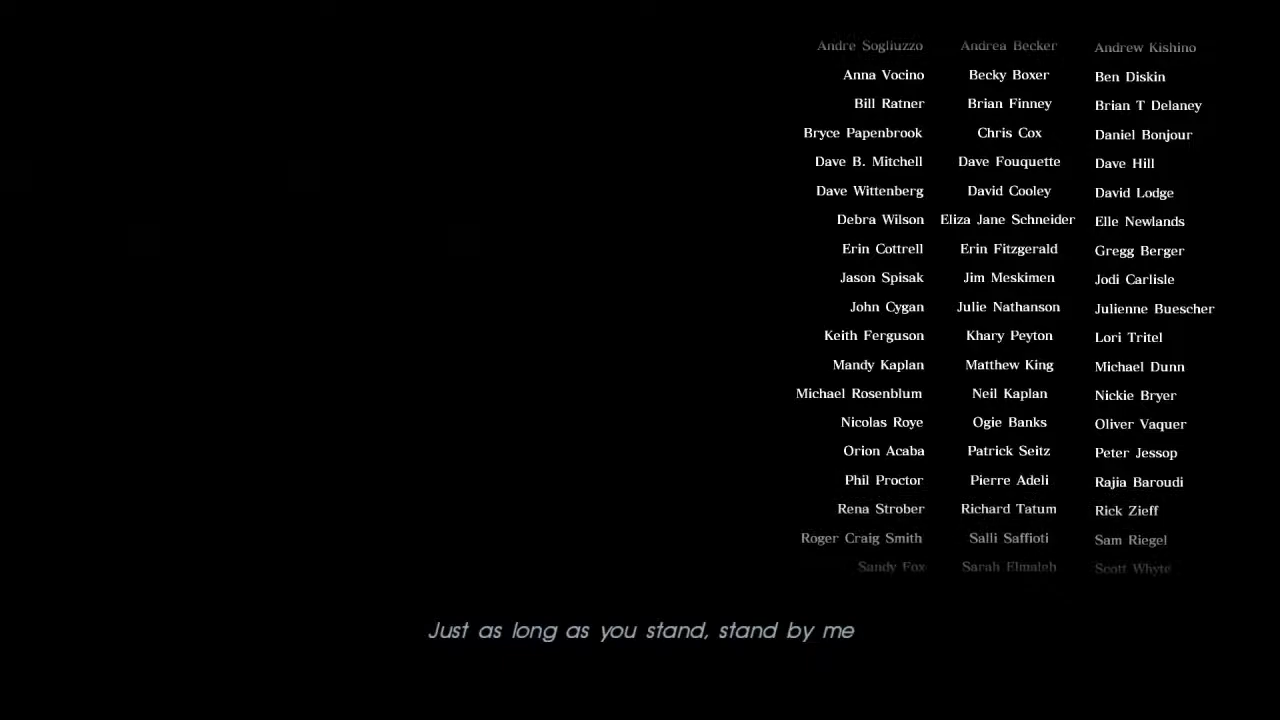 Andre Sogliuzzo Andrea Becker Andrew Kishino
Anna Vocino Becky Boxer Ben Diskin
Bill Ratner Brian Finney Brian T Delaney
Bryce Papenbrook Chris Cox Daniel Bonjour
Dave B. Mitchell Dave Fouquette Dave Hill
Dave Wittenberg David Cooley David Lodge
Debra Wilson Eliza Jane Schneider Elle Newlands
Erin Cottrell Erin Fitzgerald Gregg Berger
Jason Spisak Jim Meskimen Jodi Carlisle
John Cygan Julie Nathanson Julienne Buescher
Keith Ferguson Khary Peyton Lori Tritel
Mandy Kaplan Matthew King Michael Dunn
Michael Rosenblum Neil Kaplan Nickie Bryer
Nicolas Roye Ogie Banks Oliver Vaquer
Orion Acaba Patrick Seitz Peter Jessop
Phil Proctor Pierre Adeli Rajia Baroudi
Rena Strober Richard Tatum Rick Zieff
Roger Craig Smith Salli Saffioti Sam Riegel
Sandy Fox Sarah Elmaleh Scott Whyte
Just as long as you stand, stand by me